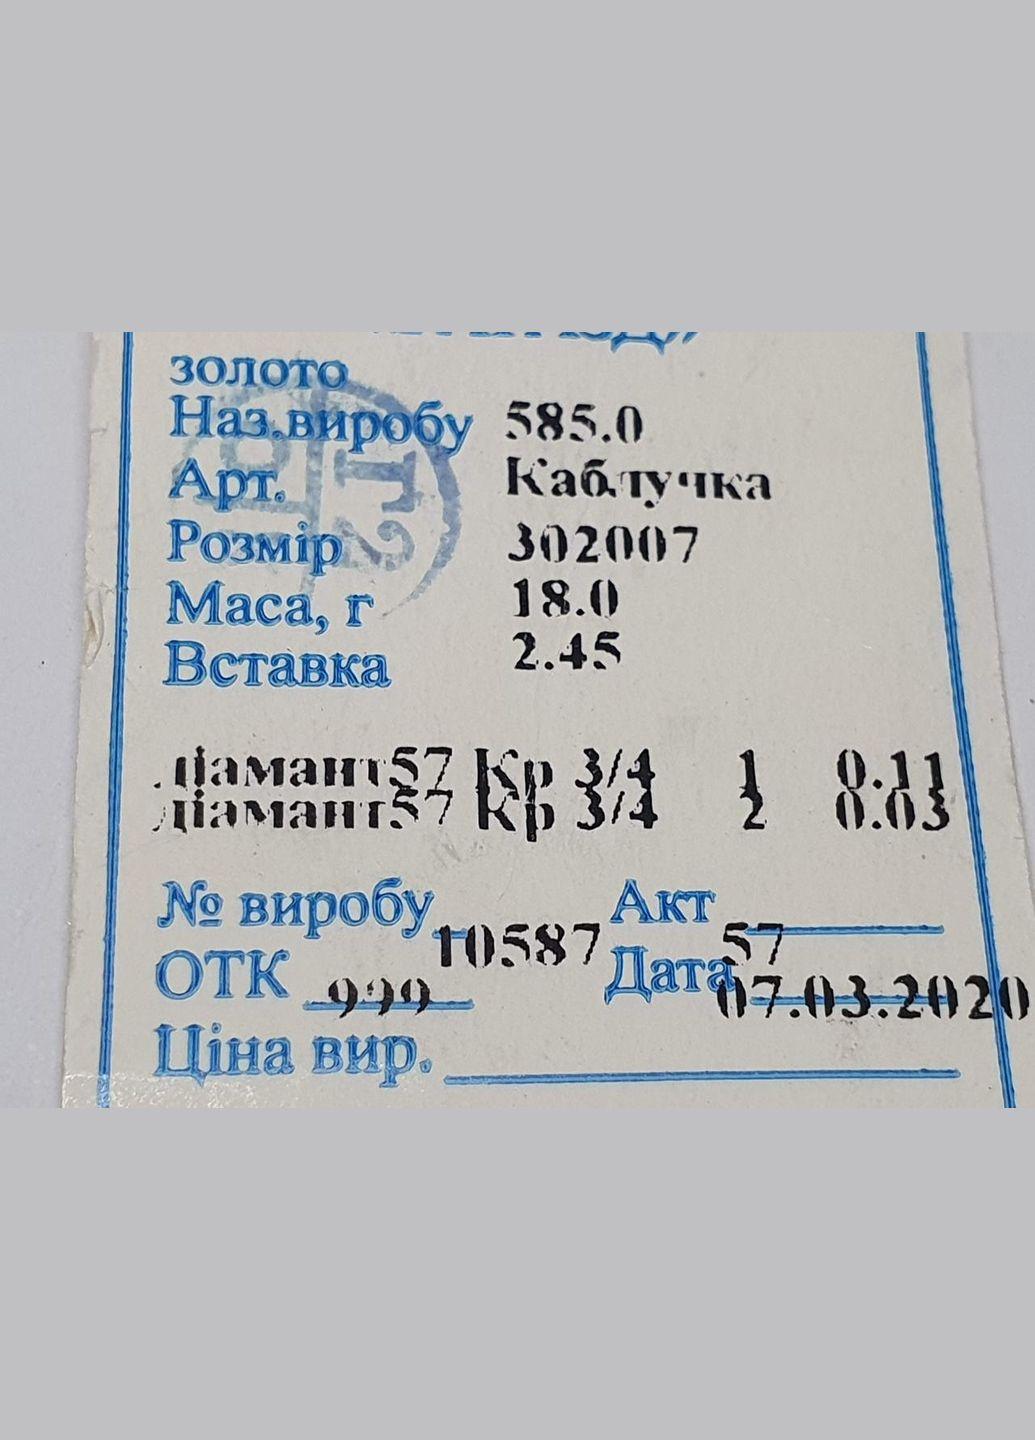 золото
Наз.виробу 585.0
Арт. Каблучка
Розмір 302007
Маса, г 18.0
Вставка 2.45
діамант57 Кр 3/4 1 0.11
діамант57 Кр 3/4 2 0.03
№ виробу 10587 Акт 57
ОТК 999 Дата 07.03.2020
Ціна вир.